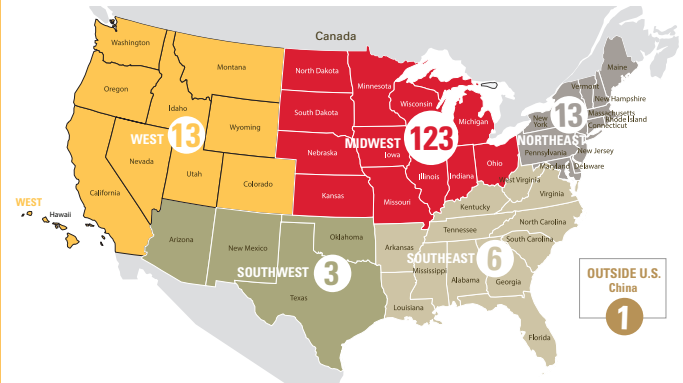 Canada
Washington
Montana
North Dakota
Minnesota
Maine
Oregon
Idaho
South Dakota
Wisconsin
Michigan
Vermont
New Hampshire
New
York
13
Massachusetts
Rhode Island
Connecticut
WEST 13
Wyoming
MIDWEST 123
NORTHEAST
Nevada
Nebraska
Iowa
Pennsylvania
New Jersey
Utah
Colorado
Illinois
Indiana
Ohio
Maryland
Delaware
California
Kansas
Missouri
West Virginia
Virginia
WEST
Hawaii
Kentucky
North Carolina
Arizona
New Mexico
Oklahoma
Arkansas
Tennessee
South Carolina
SOUTHWEST 3
SOUTHEAST 6
Mississippi
Alabama
Georgia
Texas
Louisiana
Florida
OUTSIDE U.S.
China
1